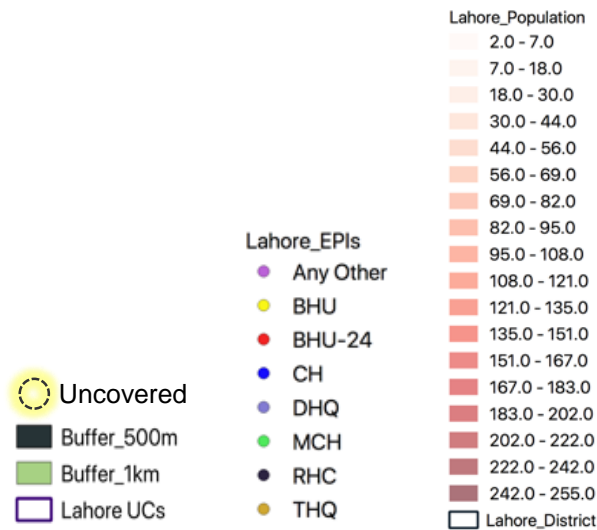 Uncovered
Buffer_500m
Buffer_1km
Lahore UCs
Lahore_EPIs
Any Other
BHU
BHU-24
CH
DHQ
MCH
RHC
THQ
Lahore_Population
2.0 - 7.0
7.0 - 18.0
18.0 - 30.0
30.0 - 44.0
44.0 - 56.0
56.0 - 69.0
69.0 - 82.0
82.0 - 95.0
95.0 - 108.0
108.0 - 121.0
121.0 - 135.0
135.0 - 151.0
151.0 - 167.0
167.0 - 183.0
183.0 - 202.0
202.0 - 222.0
222.0 - 242.0
242.0 - 255.0
Lahore_District